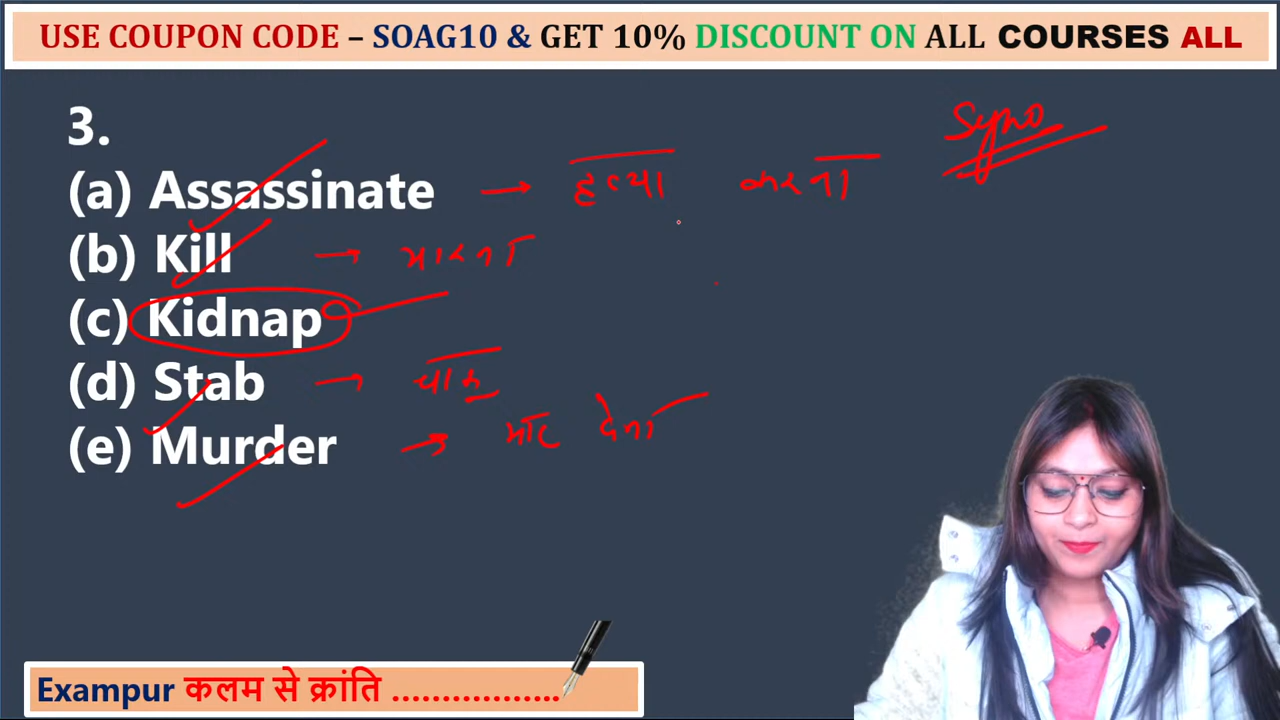 USE COUPON CODE – SOAG10 & GET 10% DISCOUNT ON ALL COURSES ALL
Syno
3.
(a) Assassinate → हत्या करना
(b) Kill → मारना
(c) Kidnap
(d) Stab →
(e) Murder → देना
Exampur कलम से क्रांति .................